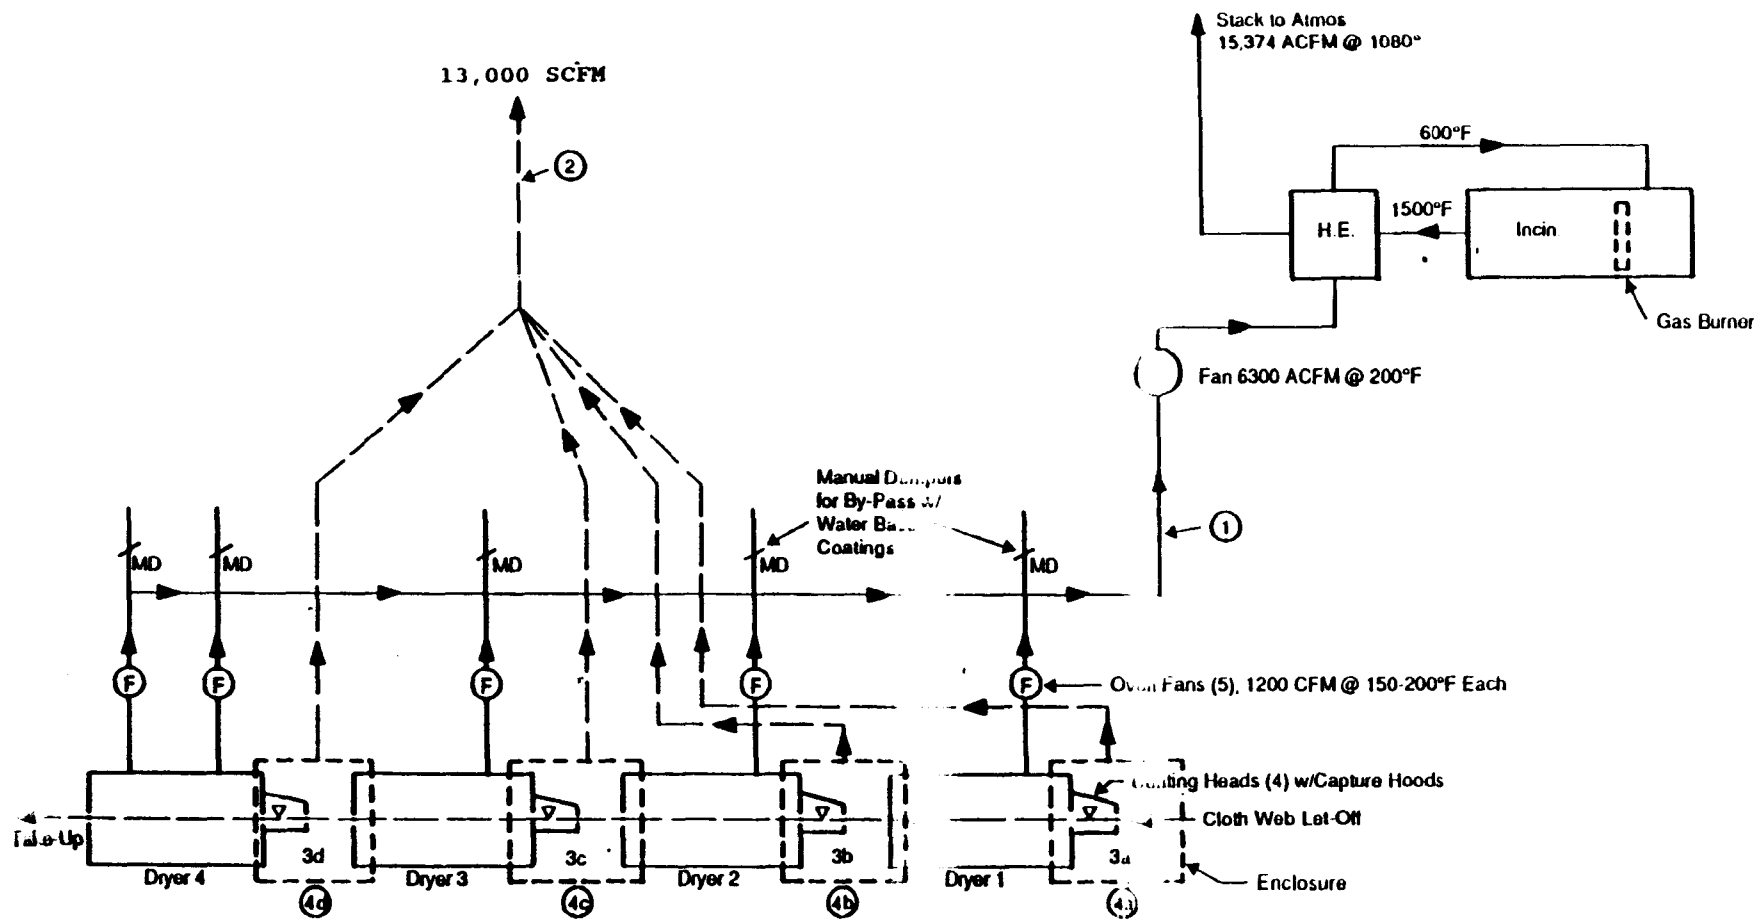 Stack to Atmos
15,374 ACFM @ 1080°
13,000 SCFM
600°F
2
1500°F
H.E.
Incin
Gas Burner
Fan 6300 ACFM @ 200°F
Manual
for By-Pass w/
Water
Coatings
1
MD
MD
MD
MD
MD
F
F
F
F
F
Fans (5), 1200 CFM @ 150-200°F Each
Heads (4) w/Capture Hoods
Cloth Web Let-Off
3d
3c
3b
Dryer 4
Dryer 3
Dryer 2
Dryer 1
Enclosure
4d
4c
4b